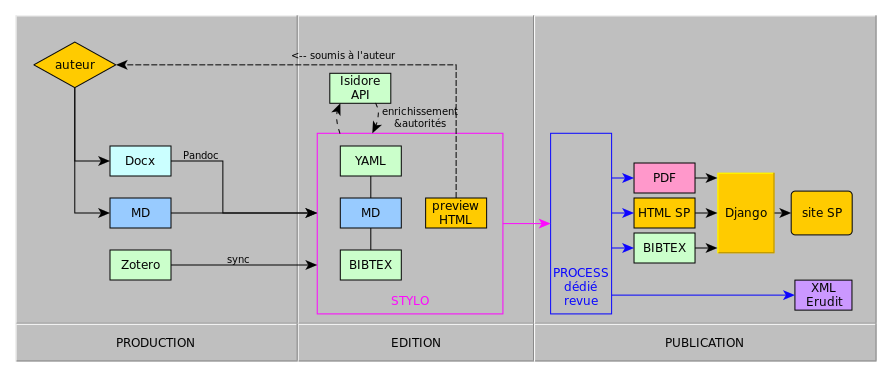 <-- soumis à l'auteur
auteur
Isidore
API
enrichissement
&autorités
Docx
Pandoc
MD
Zotero
sync
YAML
MD
BIBTEX
preview
HTML
STYLO
PROCESS
dédié
revue
PDF
HTML SP
BIBTEX
Django
site SP
XML
Erudit
PRODUCTION
EDITION
PUBLICATION